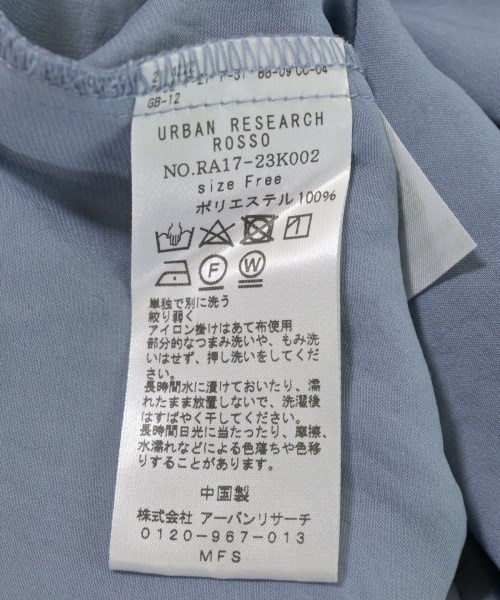 7-31 BB-09 CC-04
GB-12
URBAN RESEARCH
ROSSO
NO.RA17-23K002
size Free
ポリエステル100%
F W
単独で別に洗う
絞り弱く
アイロン掛けはあて布使用
部分的なつまみ洗いや、もみ洗
いはせず、押し洗いをしてくだ
さい。
長時間水に漬けておいたり、濡
れたまま放置しないで、洗濯後
はすばやく干してください。
長時間日光に当たったり、摩擦、
水濡れなどによる色落ちや色移
りすることがあります。
中国製
株式会社 アーバンリサーチ
0120-967-013
MFS